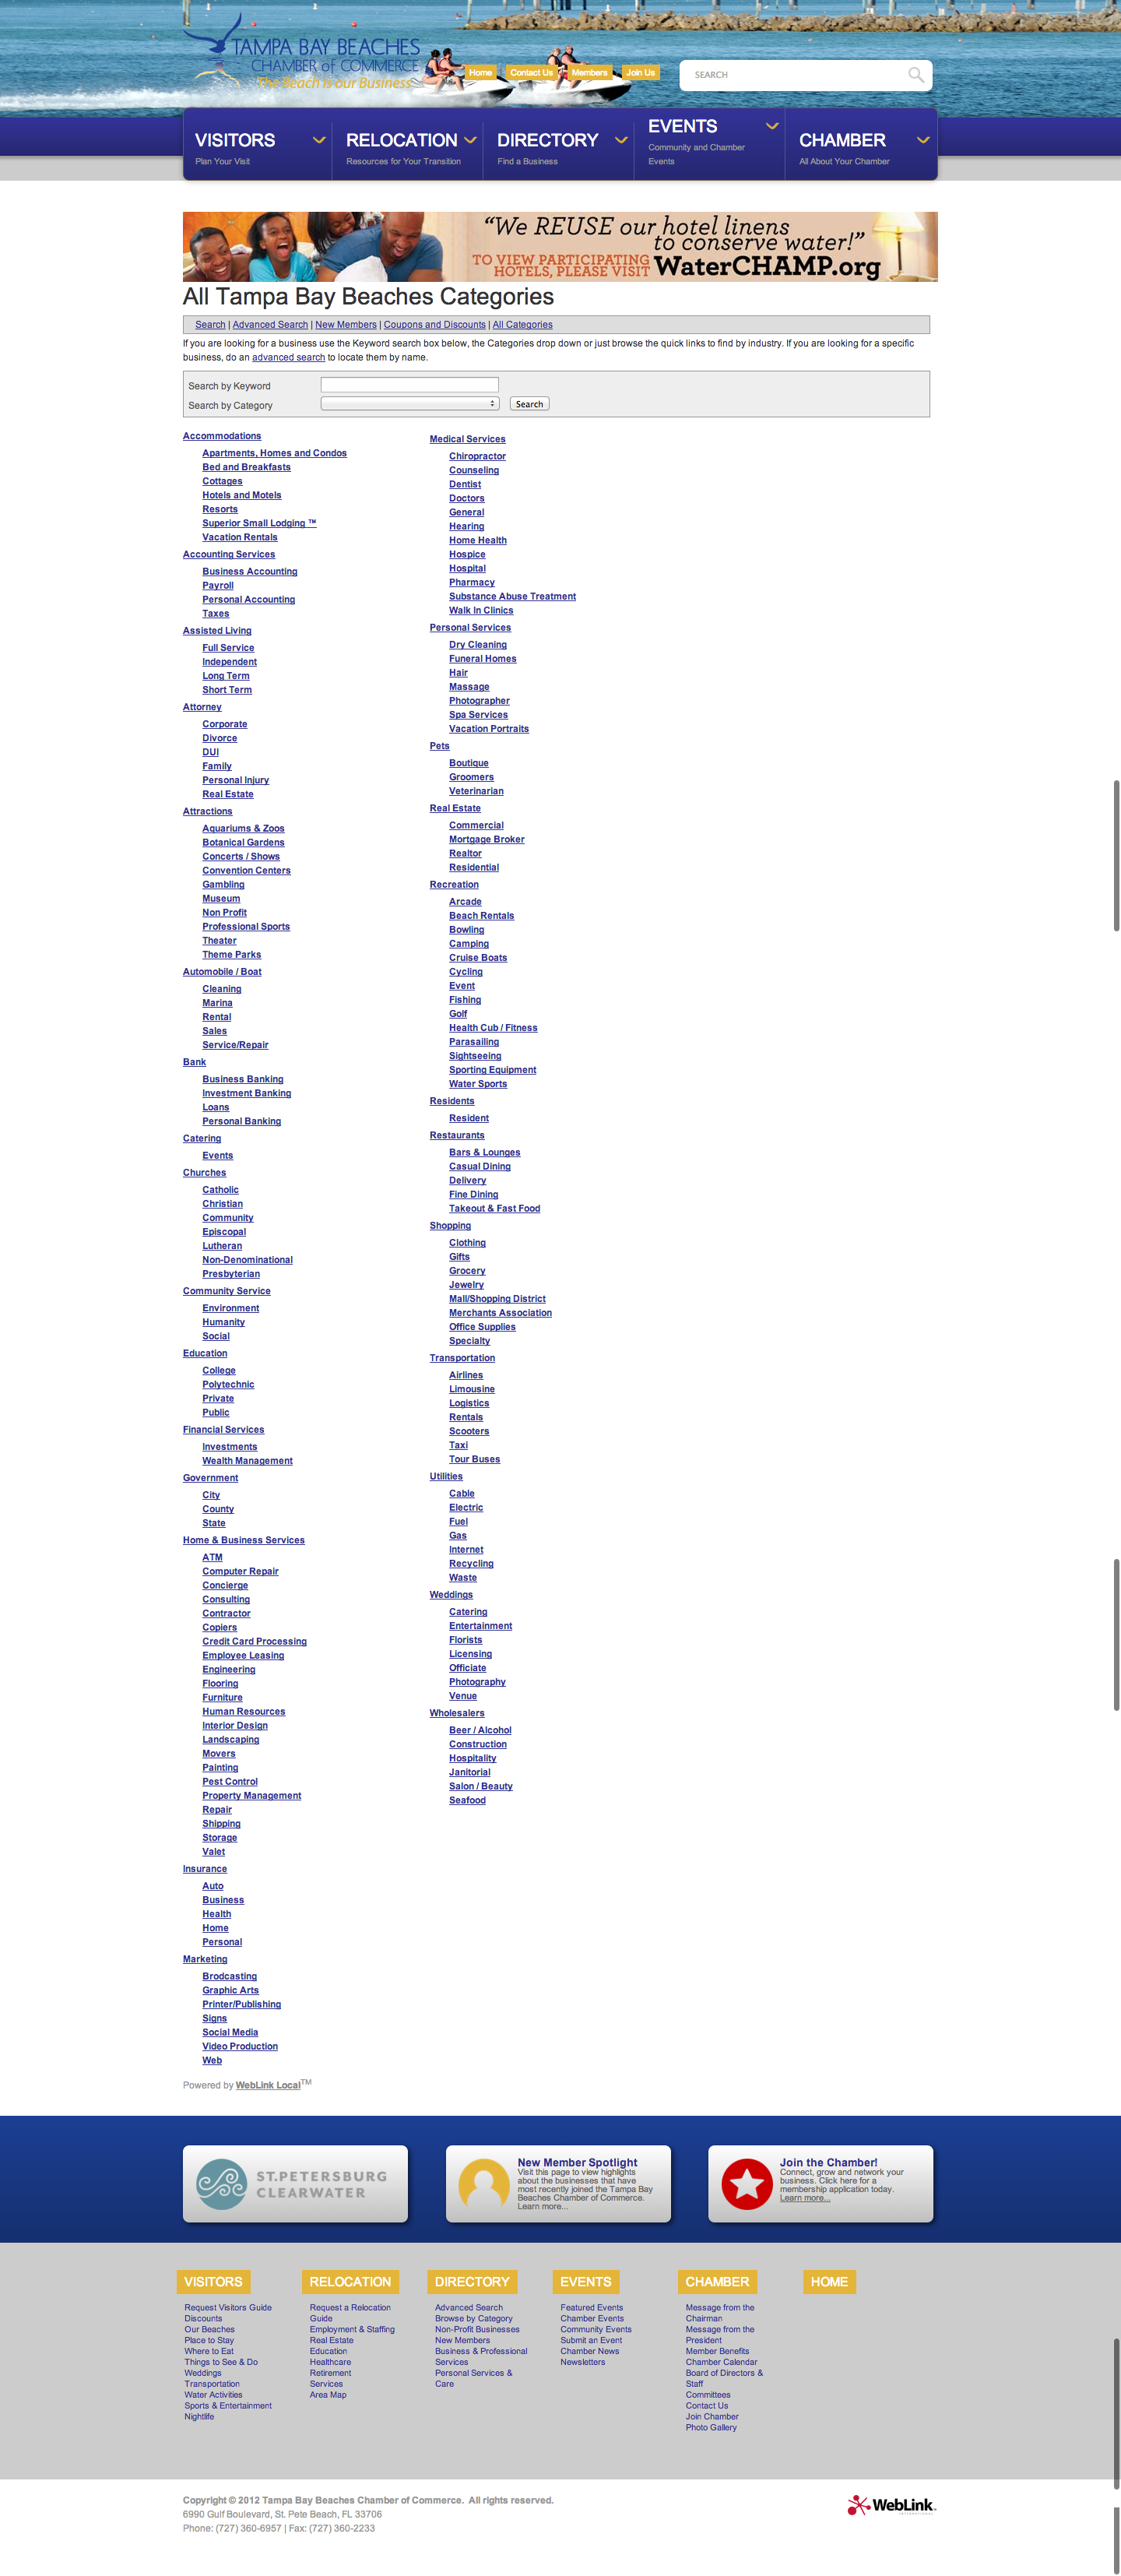 TAMPA BAY BEACHES
CHAMBER OF COMMERCE
The Beach is our Business
Home
Contact Us
Members
Join Us
SEARCH
VISITORS
Plan Your Visit
RELOCATION
Resources for Your Transition
DIRECTORY
Find a Business
EVENTS
Community and Chamber
Events
CHAMBER
All About Your Chamber
“We REUSE our hotel linens
to conserve water!”
TO VIEW PARTICIPATING
HOTELS, PLEASE VISIT
WaterCHAMP.org
All Tampa Bay Beaches Categories
Search | Advanced Search | New Members | Coupons and Discounts | All Categories
If you are looking for a business use the Keyword search box below, the Categories drop down or just browse the quick links to find by industry. If you are looking for a specific
business, do an advanced search to locate them by name.
Search by Keyword
Search by Category
Search
Accommodations
Apartments, Homes and Condos
Bed and Breakfasts
Cottages
Hotels and Motels
Resorts
Superior Small Lodging ™
Vacation Rentals
Accounting Services
Business Accounting
Payroll
Personal Accounting
Taxes
Assisted Living
Full Service
Independent
Long Term
Short Term
Attorney
Corporate
Divorce
DUI
Family
Personal Injury
Real Estate
Attractions
Aquariums & Zoos
Botanical Gardens
Concerts / Shows
Convention Centers
Gambling
Museum
Non Profit
Professional Sports
Theater
Theme Parks
Automobile / Boat
Cleaning
Marina
Rental
Sales
Service/Repair
Bank
Business Banking
Investment Banking
Loans
Personal Banking
Catering
Events
Churches
Catholic
Christian
Community
Episcopal
Lutheran
Non-Denominational
Presbyterian
Community Service
Environment
Humanity
Social
Education
College
Polytechnic
Private
Public
Financial Services
Investments
Wealth Management
Government
City
County
State
Home & Business Services
ATM
Computer Repair
Concierge
Consulting
Contractor
Copiers
Credit Card Processing
Employee Leasing
Engineering
Flooring
Furniture
Human Resources
Interior Design
Landscaping
Movers
Painting
Pest Control
Property Management
Repair
Shipping
Storage
Valet
Insurance
Auto
Business
Health
Home
Personal
Marketing
Brodcasting
Graphic Arts
Printer/Publishing
Signs
Social Media
Video Production
Web
Medical Services
Chiropractor
Counseling
Dentist
Doctors
General
Hearing
Home Health
Hospice
Hospital
Pharmacy
Substance Abuse Treatment
Walk In Clinics
Personal Services
Dry Cleaning
Funeral Homes
Hair
Massage
Photographer
Spa Services
Vacation Portraits
Pets
Boutique
Groomers
Veterinarian
Real Estate
Commercial
Mortgage Broker
Realtor
Residential
Recreation
Arcade
Beach Rentals
Bowling
Camping
Cruise Boats
Cycling
Event
Fishing
Golf
Health Cub / Fitness
Parasailing
Sightseeing
Sporting Equipment
Water Sports
Residents
Resident
Restaurants
Bars & Lounges
Casual Dining
Delivery
Fine Dining
Takeout & Fast Food
Shopping
Clothing
Gifts
Grocery
Jewelry
Mall/Shopping District
Merchants Association
Office Supplies
Specialty
Transportation
Airlines
Limousine
Logistics
Rentals
Scooters
Taxi
Tour Buses
Utilities
Cable
Electric
Fuel
Gas
Internet
Recycling
Waste
Weddings
Catering
Entertainment
Florists
Licensing
Officiate
Photography
Venue
Wholesalers
Beer / Alcohol
Construction
Hospitality
Janitorial
Salon / Beauty
Seafood
Powered by WebLink Local™
ST.PETERSBURG
CLEARWATER
New Member Spotlight
Visit this page to view highlights
about the businesses that have
most recently joined the Tampa Bay
Beaches Chamber of Commerce.
Learn more...
Join the Chamber!
Connect, grow and network your
business. Click here for a
membership application today.
Learn more...
VISITORS
Request Visitors Guide
Discounts
Our Beaches
Place to Stay
Where to Eat
Things to See & Do
Weddings
Transportation
Water Activities
Sports & Entertainment
Nightlife
RELOCATION
Request a Relocation
Guide
Employment & Staffing
Real Estate
Education
Healthcare
Retirement
Services
Area Map
DIRECTORY
Advanced Search
Browse by Category
Non-Profit Businesses
New Members
Business & Professional
Services
Personal Services &
Care
EVENTS
Featured Events
Chamber Events
Community Events
Submit an Event
Chamber News
Newsletters
CHAMBER
Message from the
Chairman
Message from the
President
Member Benefits
Chamber Calendar
Board of Directors &
Staff
Committees
Contact Us
Join Chamber
Photo Gallery
HOME
Copyright © 2012 Tampa Bay Beaches Chamber of Commerce. All rights reserved.
6990 Gulf Boulevard, St. Pete Beach, FL 33706
Phone: (727) 360-6957 | Fax: (727) 360-2233
WebLink
INTERNATIONAL